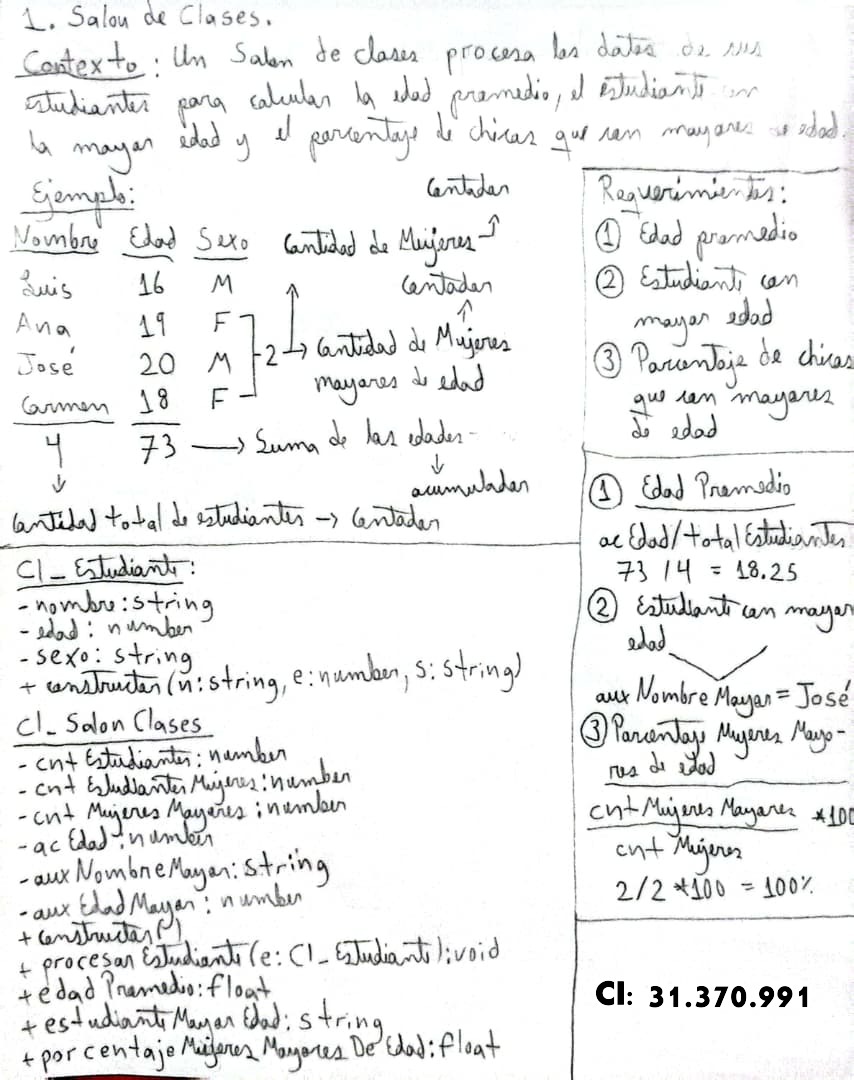 1. Salon de Clases.
Contexto: Un Salon de clases procesa los datos de sus
estudiantes para calcular la edad promedio, el estudiante con
la mayor edad y el porcentaje de chicas que son mayores de edad.
Ejemplo:
Contador
Nombre Edad Sexo Cantidad de Mujeres
Luis 16 M Contador
Ana 19 F
José 20 M 2 → Cantidad de Mujeres
mayores de edad
Carmen 18 F
4 73 → Suma de las edades
acumulador
Cantidad total de estudiantes → Contador
Requerimientos:
① Edad promedio
② Estudiante con
mayor edad
③ Porcentaje de chicas
que son mayores
de edad
① Edad Promedio
ac Edad/total Estudiantes
73 / 4 = 18.25
② Estudiante con mayor
edad
aux Nombre Mayor = José
③ Porcentaje Mujeres Mayo-
res de edad
cnt Mujeres Mayores *100
cnt Mujeres
2/2 *100 = 100%
Cl_Estudiante:
- nombre: string
- edad: number
- sexo: string
+ constructor (n: string, e: number, s: string)
Cl_Salon Clases
- cnt Estudiantes: number
- cnt Estudiantes Mujeres: number
- cnt Mujeres Mayores: number
- ac Edad: number
- aux Nombre Mayor: string
- aux Edad Mayor: number
+ constructor()
+ procesar Estudiante (e: Cl_Estudiante): void
+ edad Promedio: float
+ estudiante Mayor Edad: string
+ porcentaje Mujeres Mayores De Edad: float
CI: 31.370.991